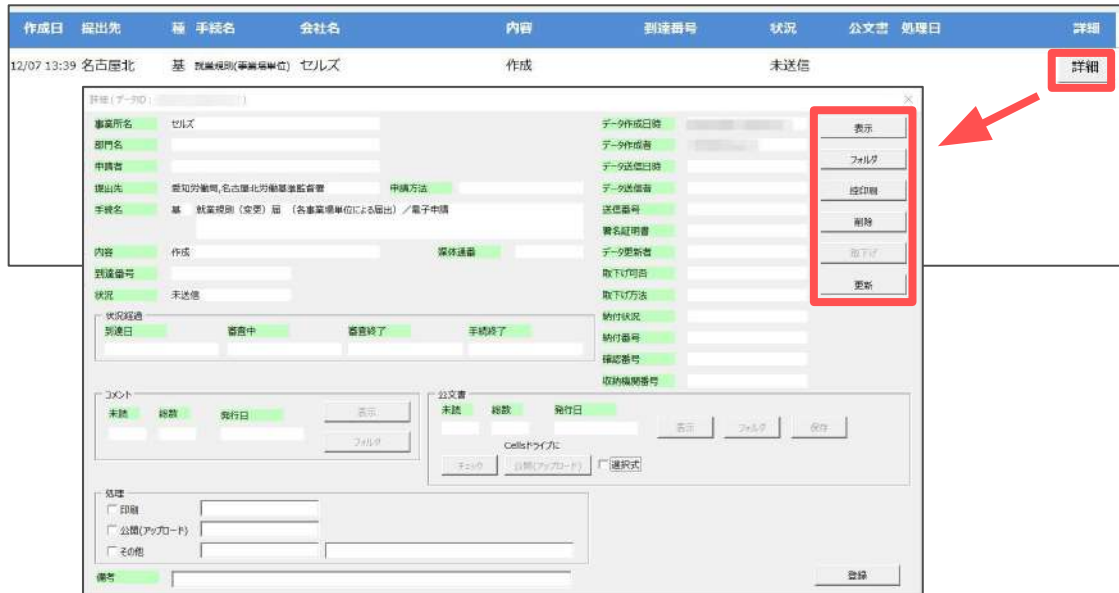 作成日 提出先 種 手続名 会社名 内容 到達番号 状況 公文書 処理日 詳細
12/07 13:39 名古屋北 基 就業規則(事業場単位) セルズ 作成 未送信 詳細
詳細(データID: )
事業所名 セルズ データ作成日時 表示
部門名 データ作成者
申請者 データ送信日時 フォルダ
提出先 愛知労働局,名古屋北労働基準監督署 申請方法 データ送信者 控印刷
手続名 基 就業規則(変更)届 (各事業場単位による届出)/電子申請 送信番号
署名証明書 削除
内容 作成 媒体通番 データ更新者 取下げ
到達番号 取下げ可否
状況 未送信 取下げ方法 更新
状況経過 納付状況
到達日 審査中 審査終了 手続終了 納付番号
確認番号
収納機関番号
コメント 公文書
未読 総数 発行日 表示 未読 総数 発行日
表示 フォルダ 保存
フォルダ Cellsドライブに
チェック 公開(アップロード) 選択式
処理
印刷
公開(アップロード)
その他
備考 登録